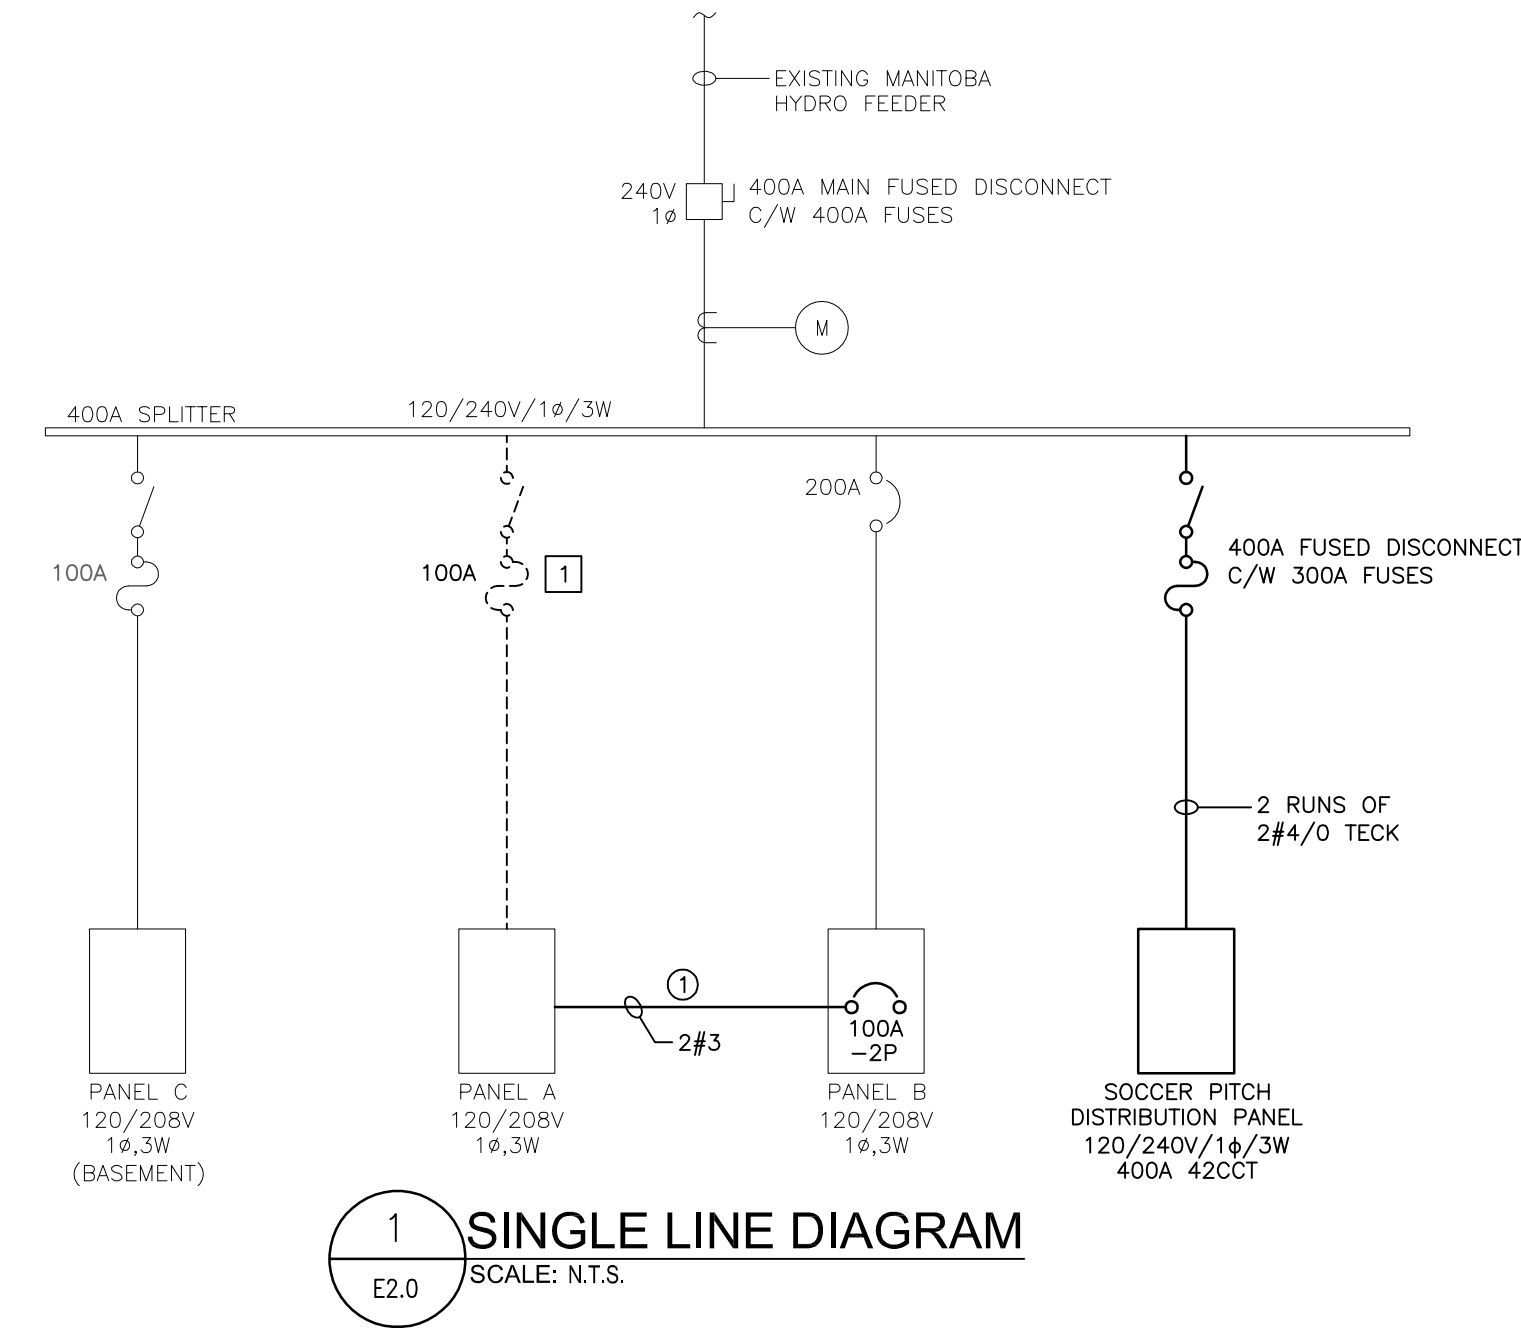 EXISTING MANITOBA
HYDRO FEEDER
240V
1ø
400A MAIN FUSED DISCONNECT
C/W 400A FUSES
M
400A SPLITTER
120/240V/1ø/3W
100A
100A
1
200A
400A FUSED DISCONNECT
C/W 300A FUSES
2 RUNS OF
2#4/0 TECK
1
2#3
100A
-2P
PANEL C
120/208V
1ø,3W
(BASEMENT)
PANEL A
120/208V
1ø,3W
PANEL B
120/208V
1ø,3W
SOCCER PITCH
DISTRIBUTION PANEL
120/240V/1ϕ/3W
400A 42CCT
1
E2.0
SINGLE LINE DIAGRAM
SCALE: N.T.S.